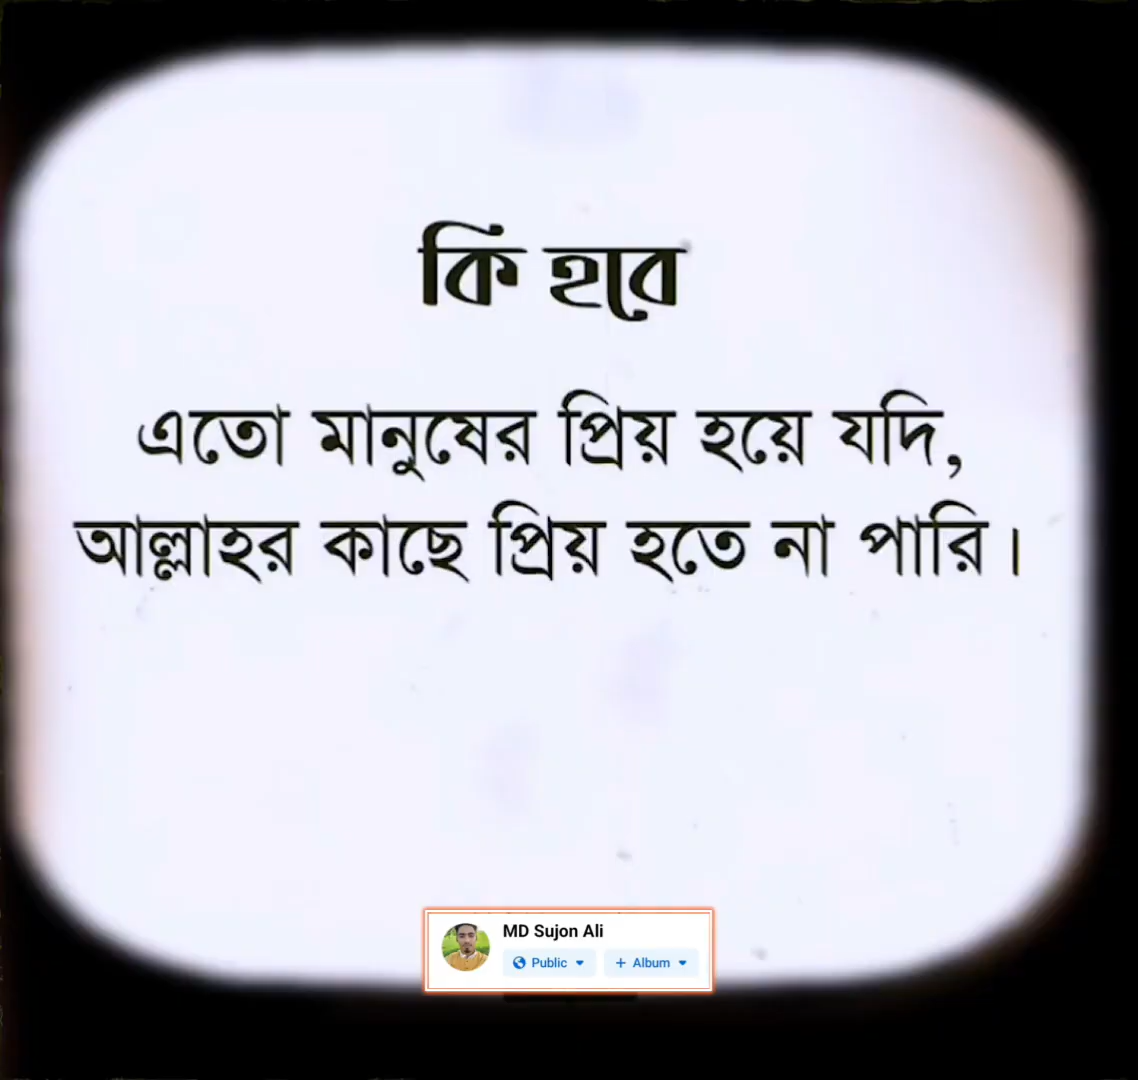 কি হবে
এতো মানুষের প্রিয় হয়ে যদি,
আল্লাহর কাছে প্রিয় হতে না পারি।
MD Sujon Ali
Public + Album